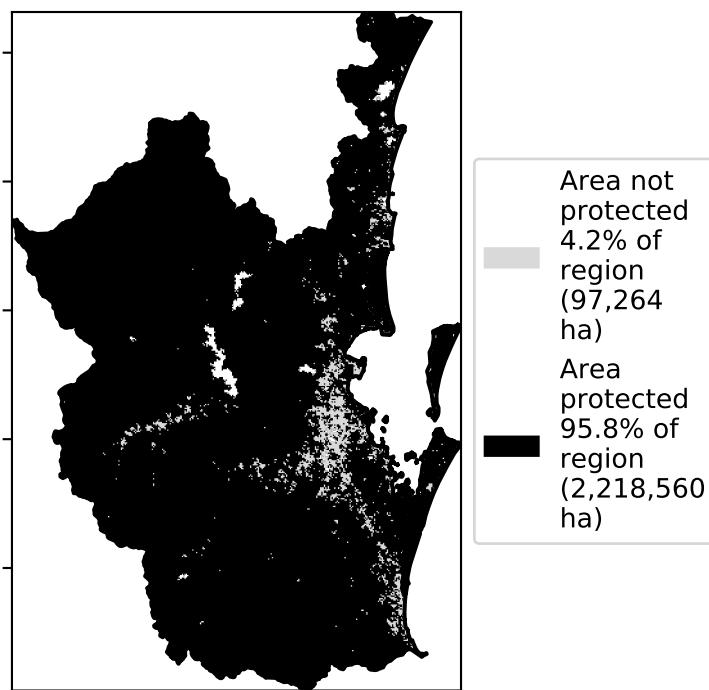 Area not
protected
4.2% of
region
(97,264
ha)
Area
protected
95.8% of
region
(2,218,560
ha)